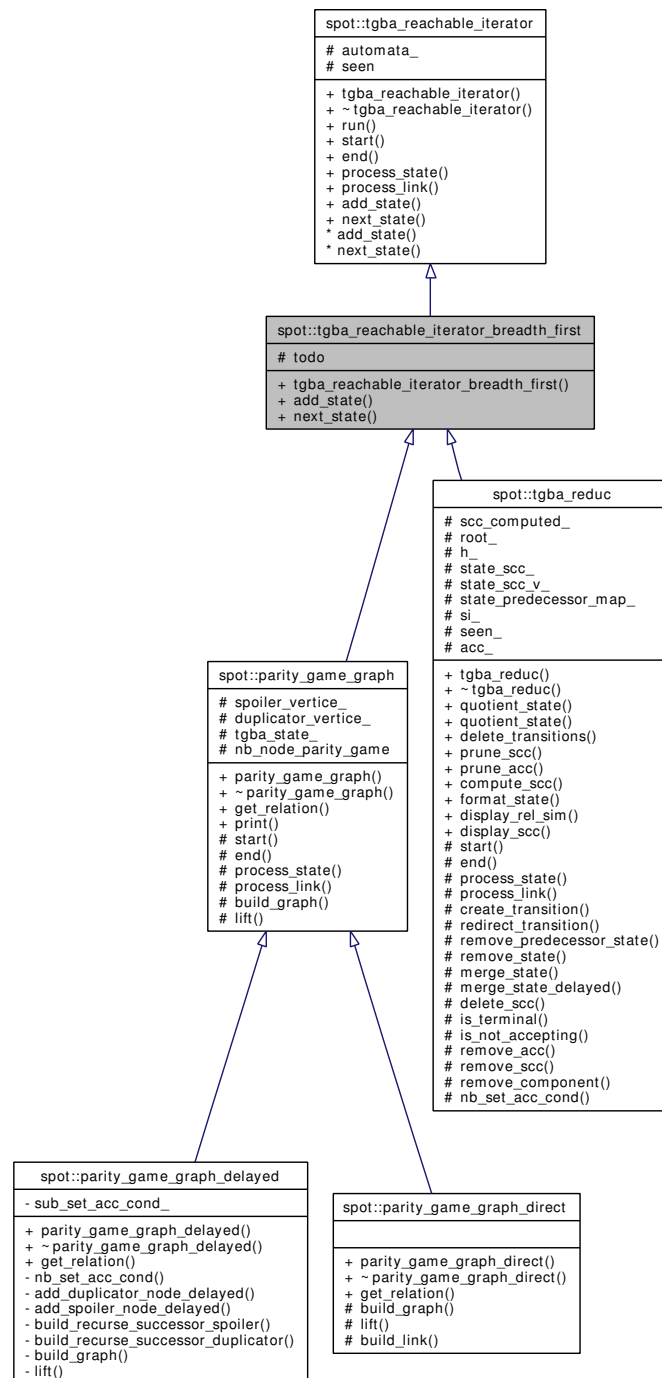 spot::tgba_reachable_iterator
# automata_
# seen
+ tgba_reachable_iterator()
+ ~tgba_reachable_iterator()
+ run()
+ start()
+ end()
+ process_state()
+ process_link()
+ add_state()
+ next_state()
* add_state()
* next_state()
spot::tgba_reachable_iterator_breadth_first
# todo
+ tgba_reachable_iterator_breadth_first()
+ add_state()
+ next_state()
spot::tgba_reduc
# scc_computed_
# root_
# h_
# state_scc_
# state_scc_v_
# state_predecessor_map_
# si_
# seen_
# acc_
+ tgba_reduc()
+ ~tgba_reduc()
+ quotient_state()
+ quotient_state()
+ delete_transitions()
+ prune_scc()
+ prune_acc()
+ compute_scc()
+ format_state()
+ display_rel_sim()
+ display_scc()
# start()
# end()
# process_state()
# process_link()
# create_transition()
# redirect_transition()
# remove_predecessor_state()
# remove_state()
# merge_state()
# merge_state_delayed()
# delete_scc()
# is_terminal()
# is_not_accepting()
# remove_acc()
# remove_scc()
# remove_component()
# nb_set_acc_cond()
spot::parity_game_graph
# spoiler_vertice_
# duplicator_vertice_
# tgba_state_
# nb_node_parity_game
+ parity_game_graph()
+ ~parity_game_graph()
+ get_relation()
+ print()
# start()
# end()
# process_state()
# process_link()
# build_graph()
# lift()
spot::parity_game_graph_delayed
- sub_set_acc_cond_
+ parity_game_graph_delayed()
+ ~parity_game_graph_delayed()
+ get_relation()
- nb_set_acc_cond()
- add_duplicator_node_delayed()
- add_spoiler_node_delayed()
- build_recurse_successor_spoiler()
- build_recurse_successor_duplicator()
- build_graph()
- lift()
spot::parity_game_graph_direct
+ parity_game_graph_direct()
+ ~parity_game_graph_direct()
+ get_relation()
# build_graph()
# lift()
# build_link()